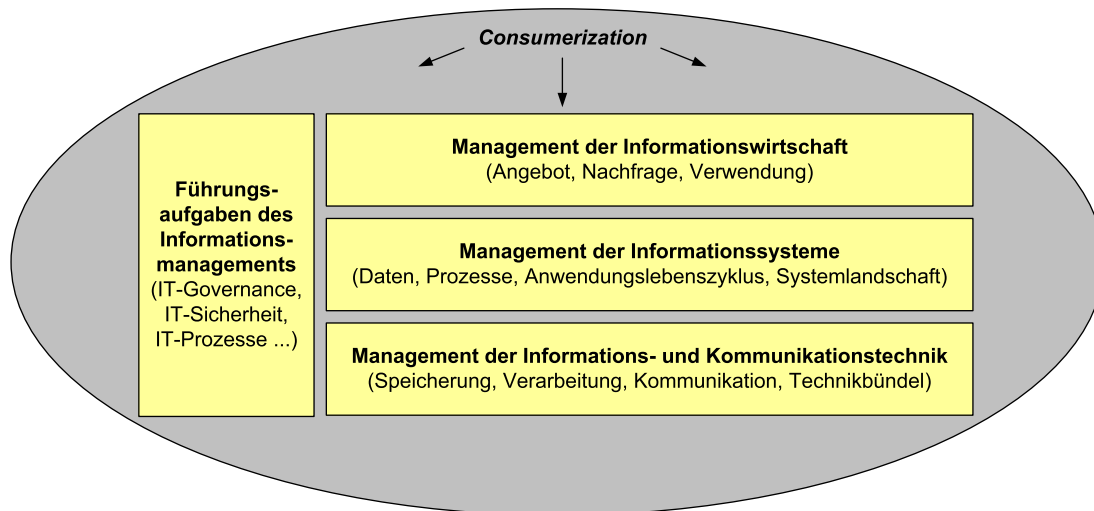 Consumerization
Führungs-
aufgaben des
Informations-
managements
(IT-Governance,
IT-Sicherheit,
IT-Prozesse ...)
Management der Informationswirtschaft
(Angebot, Nachfrage, Verwendung)
Management der Informationssysteme
(Daten, Prozesse, Anwendungslebenszyklus, Systemlandschaft)
Management der Informations- und Kommunikationstechnik
(Speicherung, Verarbeitung, Kommunikation, Technikbündel)